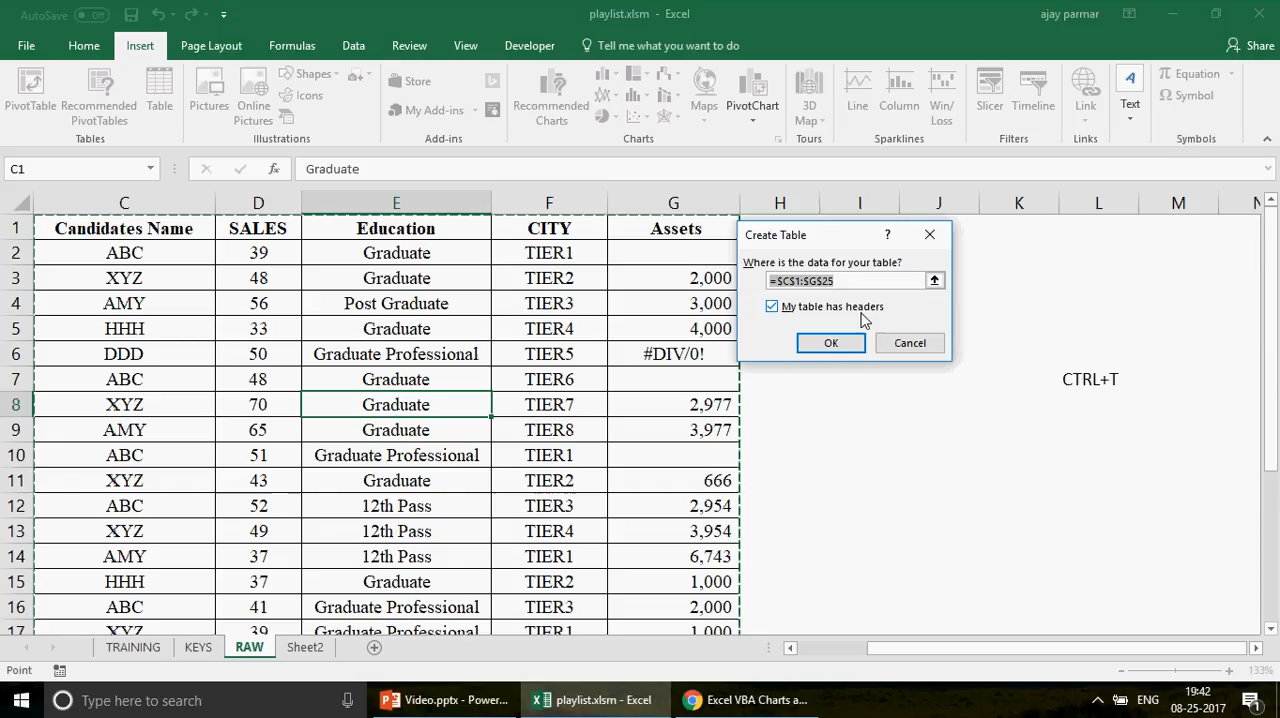 AutoSave Off
playlist.xlsm - Excel
ajay parmar
File Home Insert Page Layout Formulas Data Review View Developer Tell me what you want to do Share
PivotTable
Recommended
PivotTables
Table
Tables
Pictures
Online
Pictures
Shapes
Icons
Illustrations
Store
My Add-ins
Add-ins
Recommended
Charts
Maps
PivotChart
Charts
3D
Map
Tours
Line
Column
Win/
Loss
Sparklines
Slicer
Timeline
Filters
Link
Links
A
Text
Equation
Symbol
Symbols
C1
fx
Graduate
C D E F G H I J K L M N
1 Candidates Name SALES Education CITY Assets
2 ABC 39 Graduate TIER1
3 XYZ 48 Graduate TIER2 2,000
4 AMY 56 Post Graduate TIER3 3,000
5 HHH 33 Graduate TIER4 4,000
6 DDD 50 Graduate Professional TIER5 #DIV/0!
7 ABC 48 Graduate TIER6
8 XYZ 70 Graduate TIER7 2,977
9 AMY 65 Graduate TIER8 3,977
10 ABC 51 Graduate Professional TIER1
11 XYZ 43 Graduate TIER2 666
12 ABC 52 12th Pass TIER3 2,954
13 XYZ 49 12th Pass TIER4 3,954
14 AMY 37 12th Pass TIER1 6,743
15 HHH 37 Graduate TIER2 1,000
16 ABC 41 Graduate Professional TIER3 2,000
17 XYZ 39 Graduate TIER1 1,000
Create Table
?
Where is the data for your table?
=$C$1:$G$25
My table has headers
OK Cancel
CTRL+T
TRAINING KEYS RAW Sheet2
Point
133%
Type here to search
Video.pptx - Power...
playlist.xlsm - Excel
Excel VBA Charts a...
ENG
19:42
08-25-2017
1